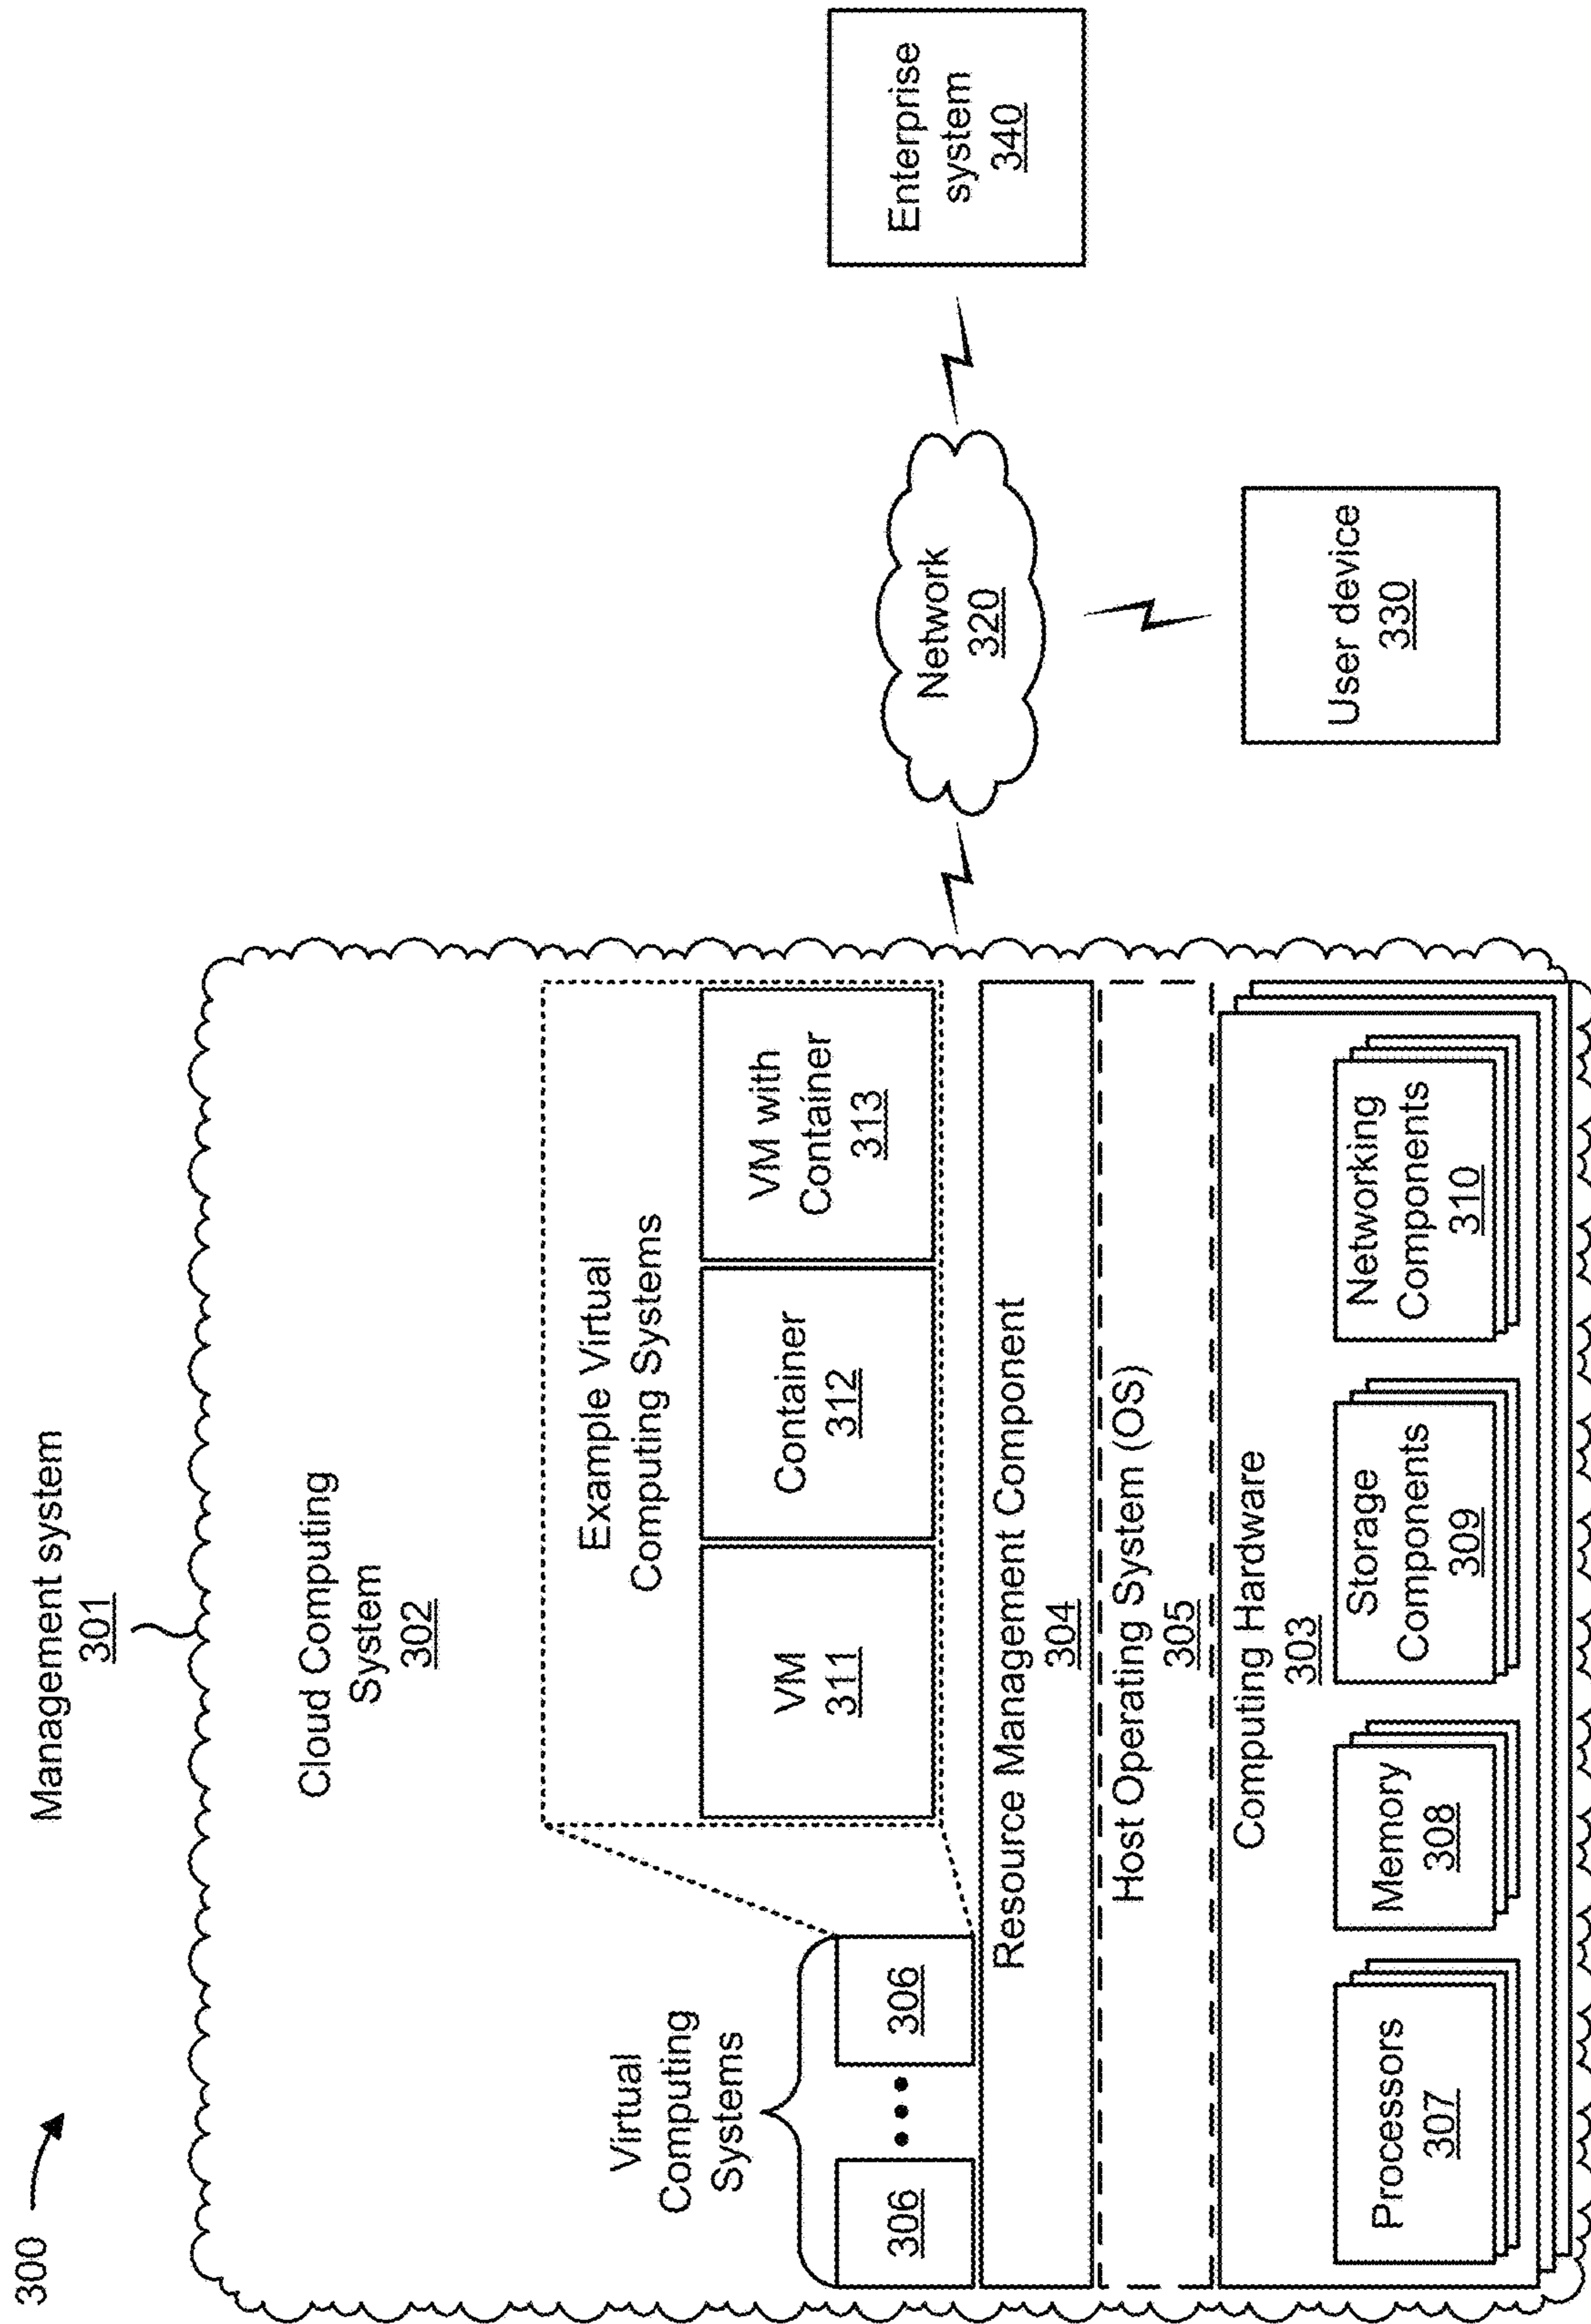 300
Management system
301
Cloud Computing
System
302
Virtual
Computing
Systems
306
306
Example Virtual
Computing Systems
VM
311
Container
312
VM with
Container
313
Resource Management Component
304
Host Operating System (OS)
305
Computing Hardware
303
Processors
307
Memory
308
Storage
Components
309
Networking
Components
310
Network
320
User device
330
Enterprise
system
340